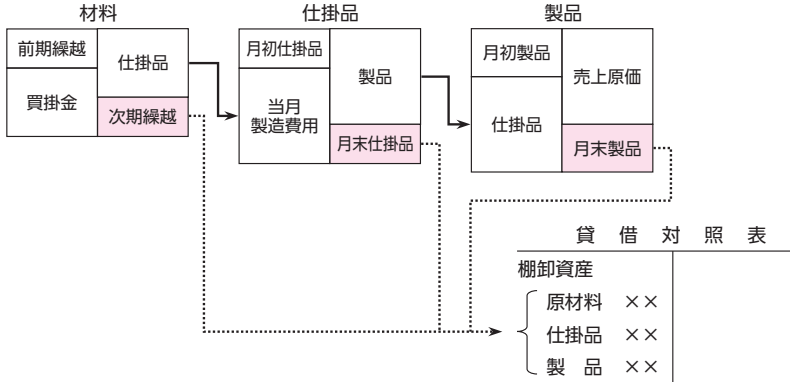 材料
前期繰越
仕掛品
買掛金
次期繰越
仕掛品
月初仕掛品
製品
当月
製造費用
月末仕掛品
製品
月初製品
売上原価
仕掛品
月末製品
貸借対照表
棚卸資産
原材料 ××
仕掛品 ××
製品 ××